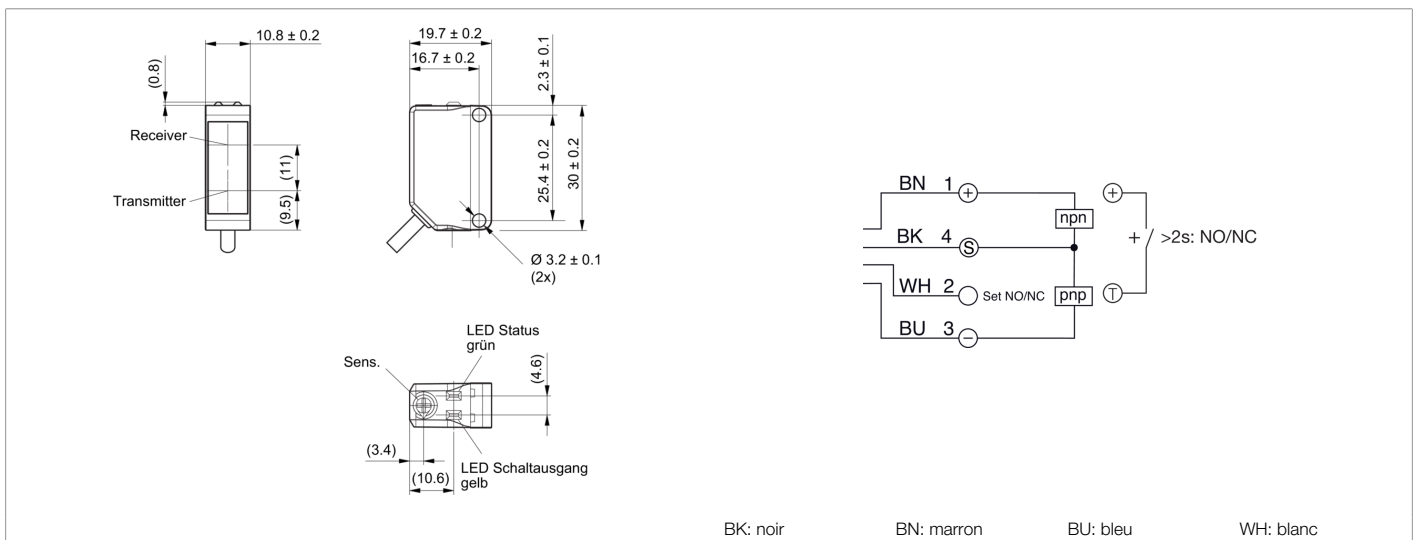 10.8 ± 0.2
(0.8)
Receiver
Transmitter
(11)
(9.5)
19.7 ± 0.2
16.7 ± 0.2
2.3 ± 0.1
25.4 ± 0.2
30 ± 0.2
Ø 3.2 ± 0.1
(2x)
LED Status
grün
Sens.
(4.6)
(3.4)
(10.6)
LED Schaltausgang
gelb
BN 1 +
npn
BK 4 S
WH 2 Set NO/NC
pnp
BU 3 −
+
+ >2s: NO/NC
T
BK: noir BN: marron BU: bleu WH: blanc